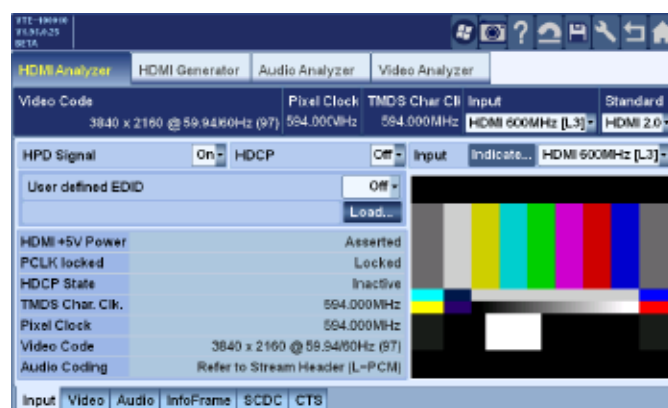 BETA
HDMI Analyzer HDMI Generator Audio Analyzer Video Analyzer
Video Code Pixel Clock TMDS Char Clk Input Standard
3840 x 2160 @ 59.94/60Hz (97) 594.000MHz 594.000MHz HDMI 600MHz [L3] HDMI 2.0
HPD Signal On HDCP Off Input Indicate... HDMI 600MHz [L3]
User defined EDID Off
Load...
HDMI +5V Power Asserted
PCLK locked Locked
HDCP State Inactive
TMDS Char. Clk. 594.000MHz
Pixel Clock 594.000MHz
Video Code 3840 x 2160 @ 59.94/60Hz (97)
Audio Coding Refer to Stream Header (L-PCM)
Input Video Audio InfoFrame SCDC CTS